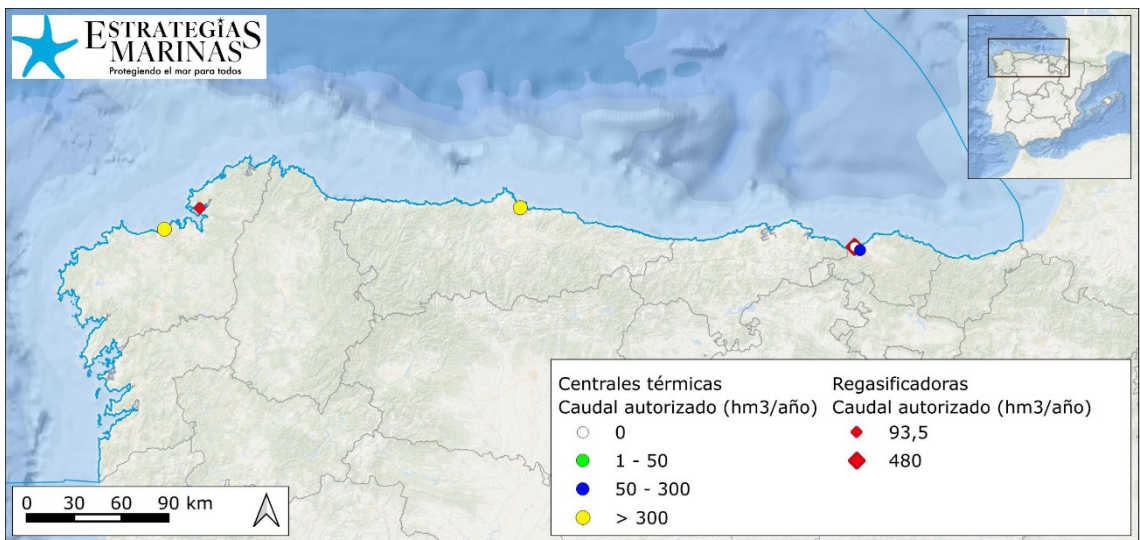 ESTRATEGIAS
MARINAS
Protegiendo el mar para todos
Centrales térmicas
Caudal autorizado (hm3/año)
0
1 - 50
50 - 300
> 300
Regasificadoras
Caudal autorizado (hm3/año)
93,5
480
0 30 60 90 km